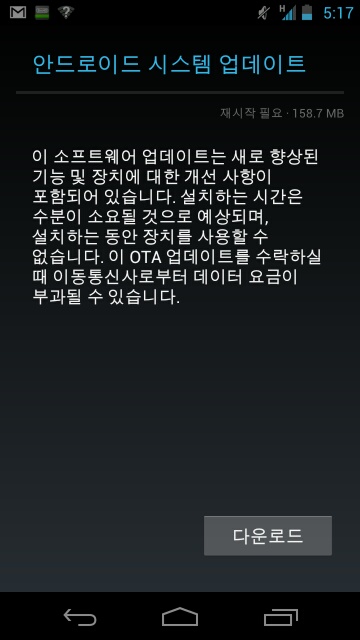 H 5:17
안드로이드 시스템 업데이트
재시작 필요 · 158.7 MB
이 소프트웨어 업데이트는 새로 향상된
기능 및 장치에 대한 개선 사항이
포함되어 있습니다. 설치하는 시간은
수분이 소요될 것으로 예상되며,
설치하는 동안 장치를 사용할 수
없습니다. 이 OTA 업데이트를 수락하실
때 이동통신사로부터 데이터 요금이
부과될 수 있습니다.
다운로드